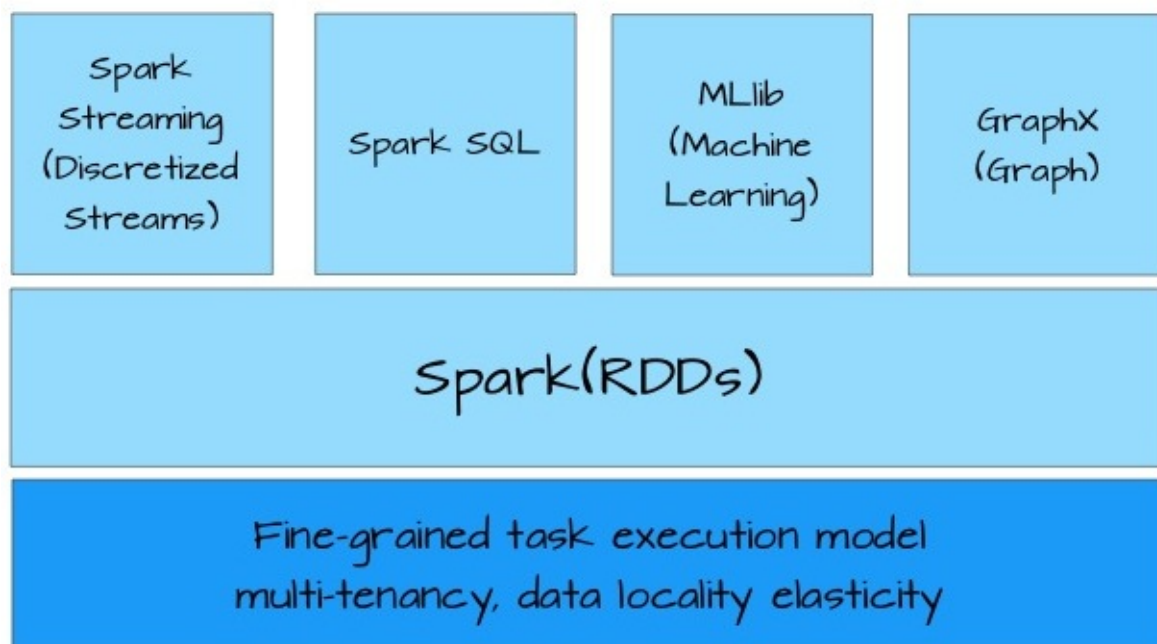 Spark
Streaming
(Discretized
Streams)
Spark SQL
MLlib
(Machine
Learning)
GraphX
(Graph)
Spark(RDDs)
Fine-grained task execution model
multi-tenancy, data locality elasticity